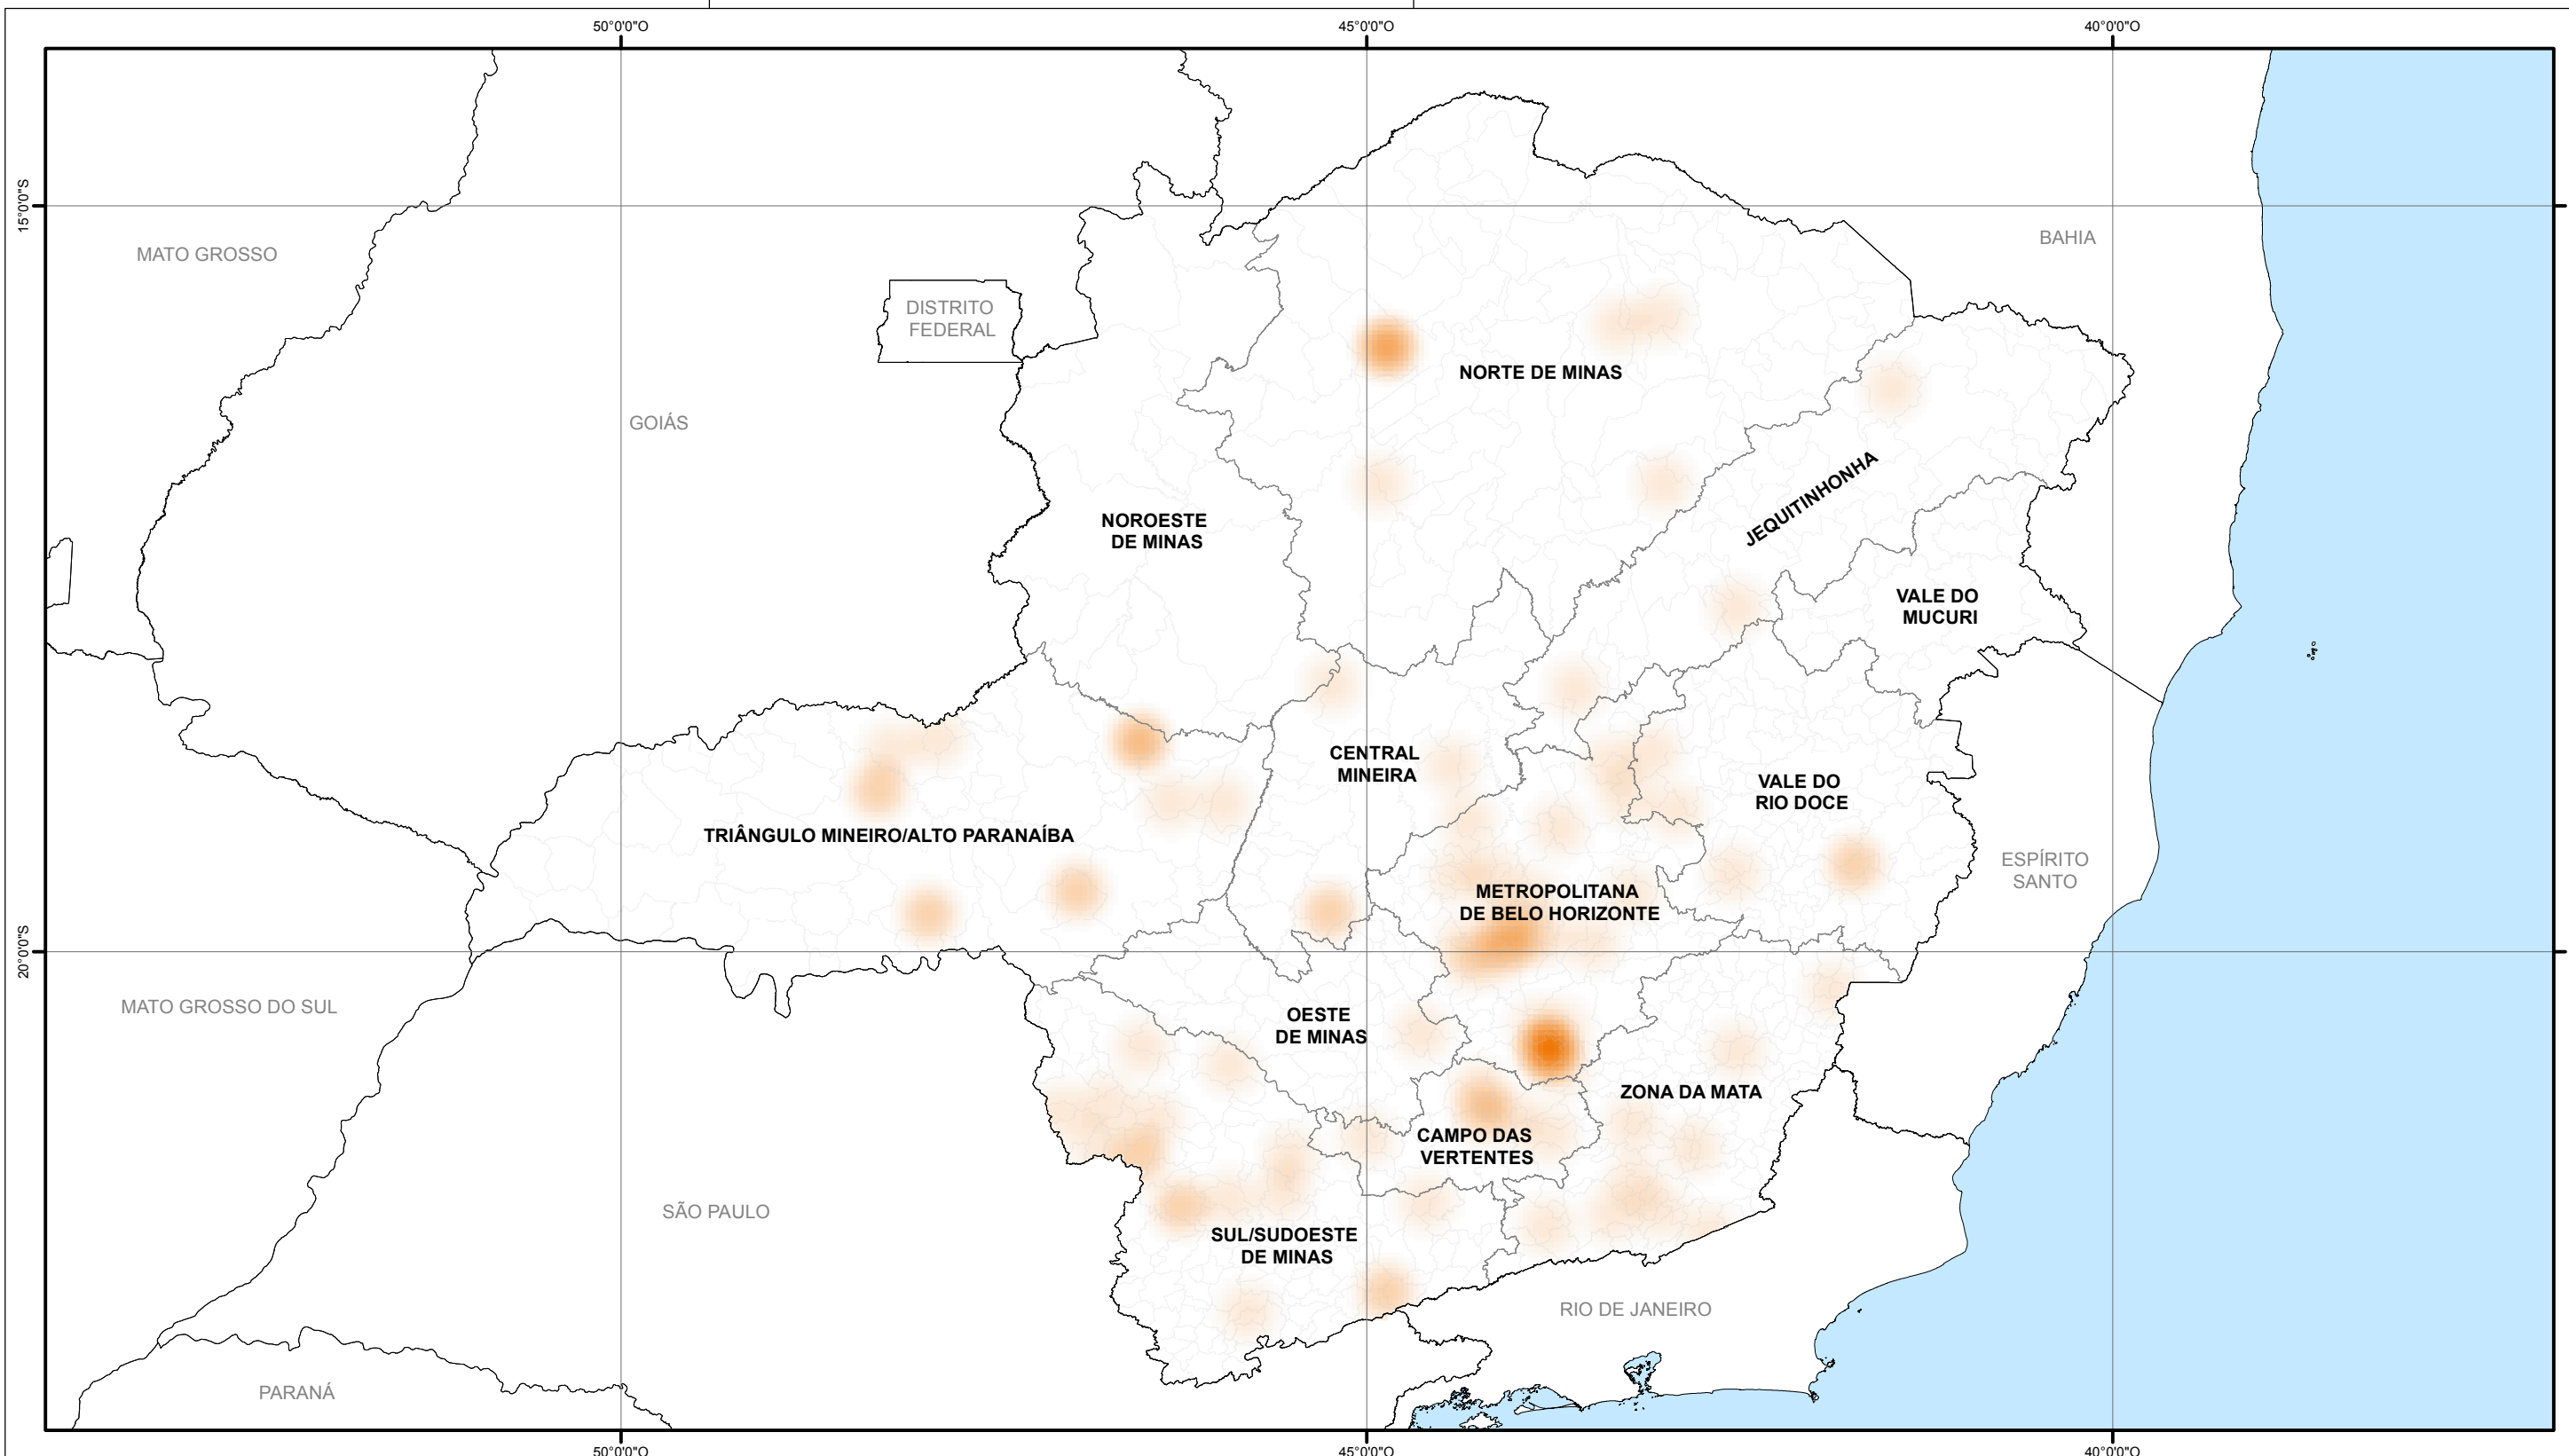 50°0'0"O
45°0'0"O
40°0'0"O
15°0'0"S
MATO GROSSO
BAHIA
DISTRITO
FEDERAL
NORTE DE MINAS
GOIÁS
JEQUITINHONHA
NOROESTE
DE MINAS
VALE DO
MUCURI
CENTRAL
MINEIRA
VALE DO
RIO DOCE
TRIÂNGULO MINEIRO/ALTO PARANAÍBA
ESPÍRITO
SANTO
METROPOLITANA
DE BELO HORIZONTE
20°0'0"S
MATO GROSSO DO SUL
OESTE
DE MINAS
ZONA DA MATA
CAMPO DAS
VERTENTES
SÃO PAULO
SUL/SUDOESTE
DE MINAS
RIO DE JANEIRO
PARANÁ
50°0'0"O
45°0'0"O
40°0'0"O